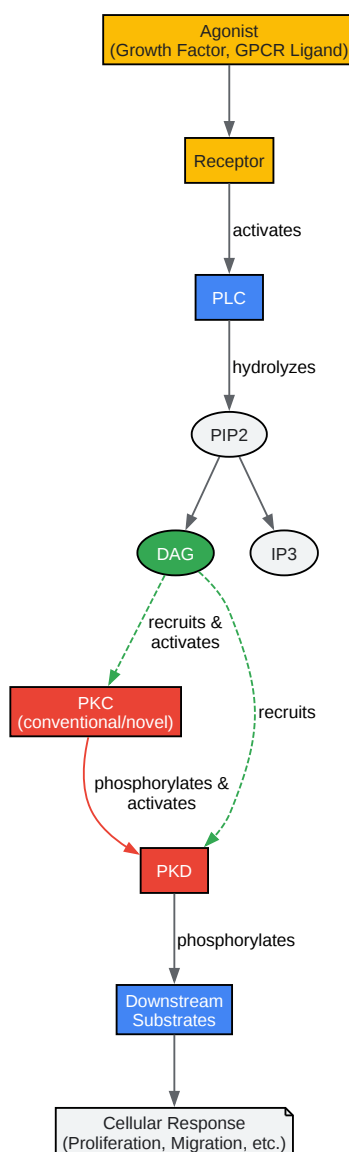 Agonist
(Growth Factor, GPCR Ligand)
Receptor
activates
PLC
hydrolyzes
PIP2
DAG
IP3
recruits &
activates
PKC
(conventional/novel)
recruits
phosphorylates &
activates
PKD
phosphorylates
Downstream
Substrates
Cellular Response
(Proliferation, Migration, etc.)